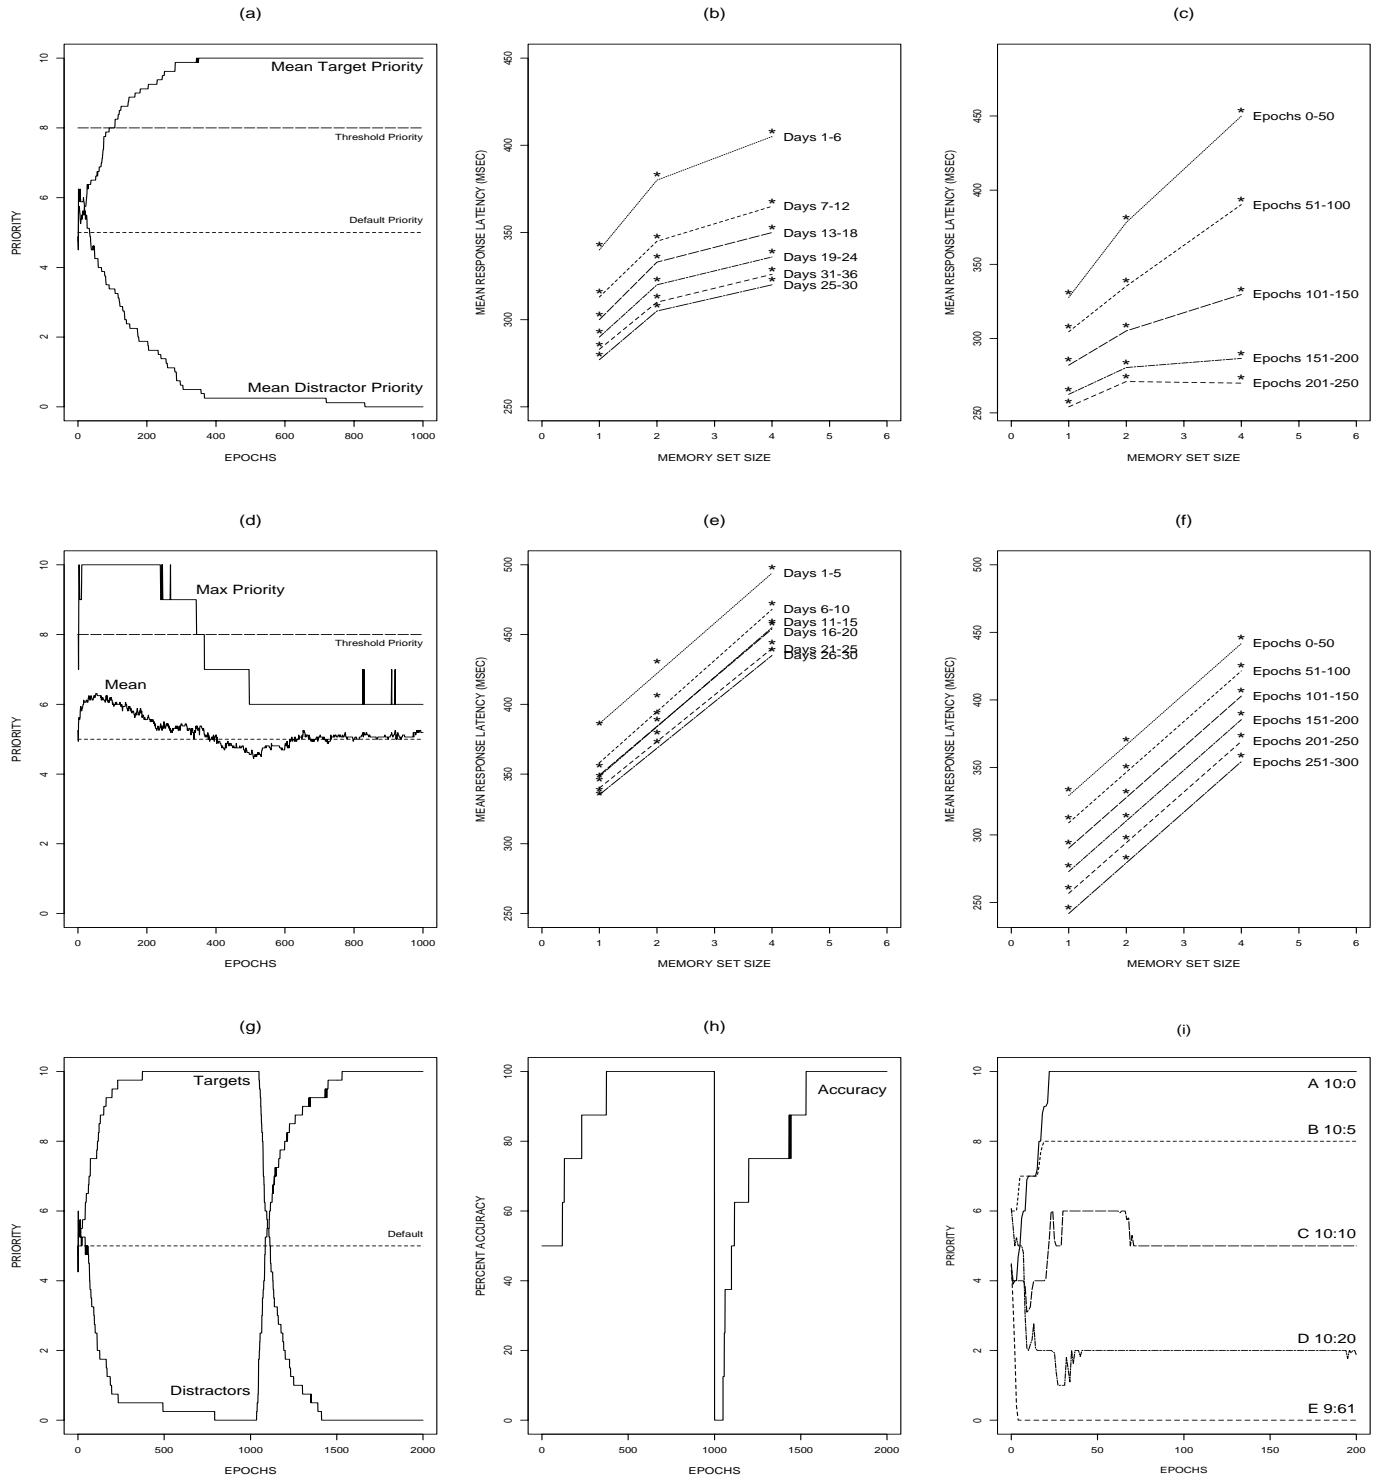 (a)
Mean Target Priority
Threshold Priority
Default Priority
Mean Distractor Priority
PRIORITY
0 2 4 6 8 10
0 200 400 600 800 1000
EPOCHS
(b)
Days 1-6
Days 7-12
Days 13-18
Days 19-24
Days 31-36
Days 25-30
MEAN RESPONSE LATENCY (MSEC)
250 300 350 400 450
0 1 2 3 4 5 6
MEMORY SET SIZE
(c)
Epochs 0-50
Epochs 51-100
Epochs 101-150
Epochs 151-200
Epochs 201-250
MEAN RESPONSE LATENCY (MSEC)
250 300 350 400 450
0 1 2 3 4 5 6
MEMORY SET SIZE
(d)
Max Priority
Threshold Priority
Mean
PRIORITY
0 2 4 6 8 10
0 200 400 600 800 1000
EPOCHS
(e)
Days 1-5
Days 6-10
Days 11-15
Days 16-20
Days 21-25
Days 26-30
MEAN RESPONSE LATENCY (MSEC)
250 300 350 400 450 500
0 1 2 3 4 5 6
MEMORY SET SIZE
(f)
Epochs 0-50
Epochs 51-100
Epochs 101-150
Epochs 151-200
Epochs 201-250
Epochs 251-300
MEAN RESPONSE LATENCY (MSEC)
250 300 350 400 450 500
0 1 2 3 4 5 6
MEMORY SET SIZE
(g)
Targets
Default
Distractors
PRIORITY
0 2 4 6 8 10
0 500 1000 1500 2000
EPOCHS
(h)
Accuracy
PERCENT ACCURACY
0 20 40 60 80 100
0 500 1000 1500 2000
EPOCHS
(i)
A 10:0
B 10:5
C 10:10
D 10:20
E 9:61
PRIORITY
0 2 4 6 8 10
0 50 100 150 200
EPOCHS